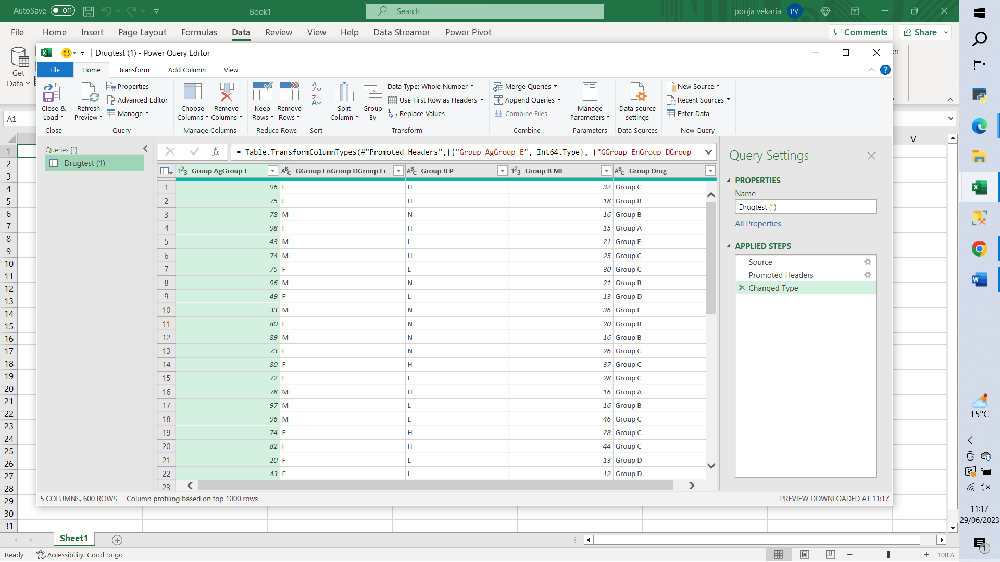 AutoSave Off Book1 Search pooja vekaria PV
File Home Insert Page Layout Formulas Data Review View Help Data Streamer Power Pivot Comments Share
Get Data
Drugtest (1) - Power Query Editor
File Home Transform Add Column View
Close & Load
Close
Refresh Preview
Properties
Advanced Editor
Manage
Query
Choose Columns
Remove Columns
Manage Columns
Keep Rows
Remove Rows
Reduce Rows
Sort
Split Column
Group By
Data Type: Whole Number
Use First Row as Headers
Replace Values
Transform
Merge Queries
Append Queries
Combine Files
Combine
Manage Parameters
Parameters
Data source settings
Data Sources
New Source
Recent Sources
Enter Data
New Query
er
A1
Queries [1]
Drugtest (1)
fx = Table.TransformColumnTypes(#"Promoted Headers",{{"Group AgGroup E", Int64.Type}, {"GGroup EnGroup DGroup
Group AgGroup E GGroup EnGroup DGroup Er Group B P Group B MI Group Drug
1 96 F H 32 Group C
2 75 F H 18 Group B
3 78 M N 16 Group B
4 98 F H 15 Group A
5 43 M L 21 Group E
6 74 M H 25 Group C
7 75 F L 30 Group C
8 96 M N 21 Group B
9 49 F L 13 Group D
10 33 M N 36 Group E
11 80 F N 20 Group B
12 89 M N 16 Group B
13 73 F N 26 Group C
14 80 F H 37 Group C
15 72 F L 28 Group C
16 78 M H 16 Group A
17 97 M L 16 Group B
18 96 M L 46 Group C
19 74 F H 28 Group C
20 82 F H 44 Group C
21 20 F L 13 Group D
22 43 F L 12 Group D
23
Query Settings
PROPERTIES
Name
Drugtest (1)
All Properties
APPLIED STEPS
Source
Promoted Headers
Changed Type
5 COLUMNS, 600 ROWS Column profiling based on top 1000 rows PREVIEW DOWNLOADED AT 11:17
V
1
2
3
4
5
6
7
8
9
10
11
12
13
14
15
16
17
18
19
20
21
22
23
24
25
26
27
28
29
30
31
Sheet1
Ready Accessibility: Good to go 100%
15°C
11:17
29/06/2023
1